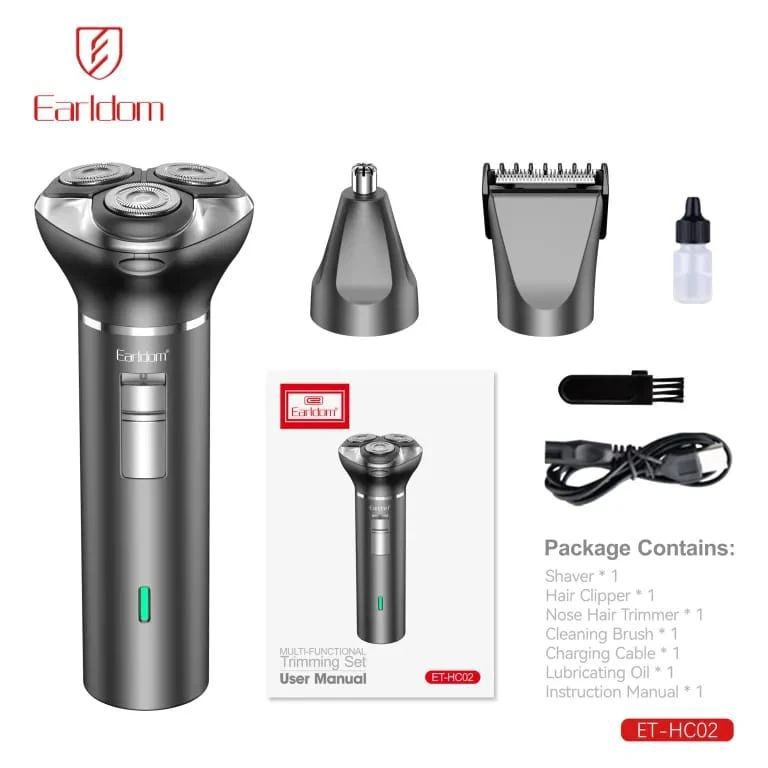 Earldom
Earldom®
Earldom®
Earldom
MULTI-FUNCTIONAL
Trimming Set
User Manual
ET-HC02
Package Contains:
Shaver * 1
Hair Clipper * 1
Nose Hair Trimmer * 1
Cleaning Brush * 1
Charging Cable * 1
Lubricating Oil * 1
Instruction Manual * 1
ET-HC02